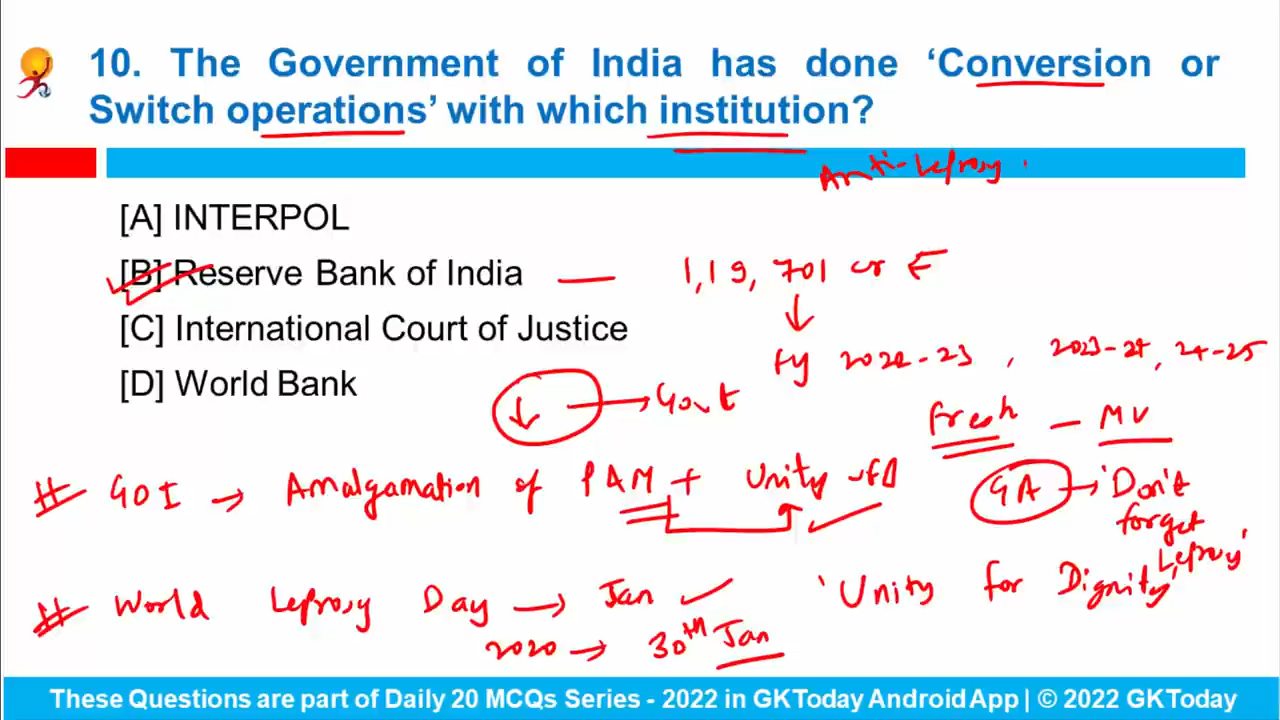 10. The Government of India has done ‘Conversion or
Switch operations’ with which institution?
Anti-Leprosy
[A] INTERPOL
[B] Reserve Bank of India — 1,19,701 cr ₹
[C] International Court of Justice
FY 2022-23, 2023-24, 24-25
[D] World Bank
↓ → Govt
Fresh — MV
# GOI → Amalgamation of PMC + Unity
GA → 'Don't
forget
Leprosy'
# World Leprosy Day → Jan ✓ 'Unity for Dignity'
2020 → 30th Jan
These Questions are part of Daily 20 MCQs Series - 2022 in GKToday Android App | © 2022 GKToday